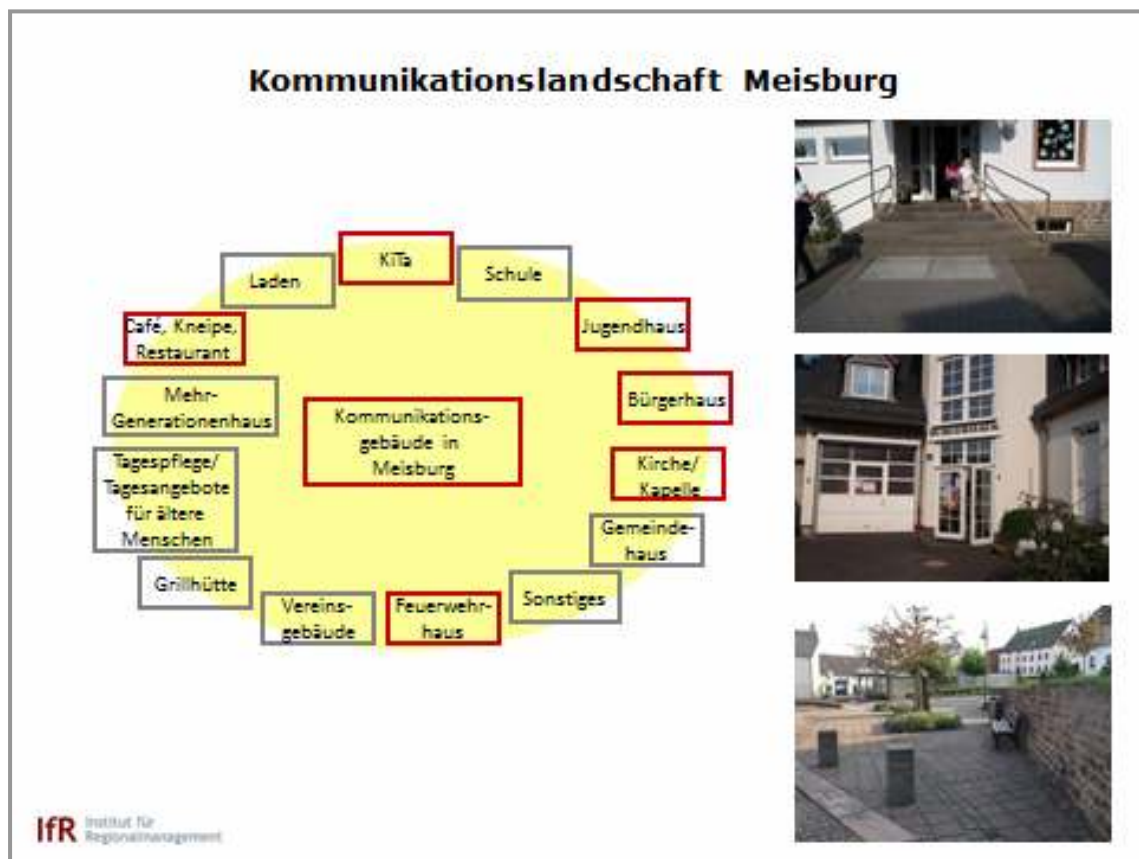 Kommunikationslandschaft Meisburg
KiTa
Laden
Schule
Café, Kneipe,
Restaurant
Jugendhaus
Mehr-
Generationenhaus
Bürgerhaus
Kommunikations-
gebäude in
Meisburg
Tagespflege/
Tagesangebote
für ältere
Menschen
Kirche/
Kapelle
Gemeinde-
haus
Grillhütte
Sonstiges
Vereins-
gebäude
Feuerwehr-
haus
IfR
Institut für
Regionalmanagement